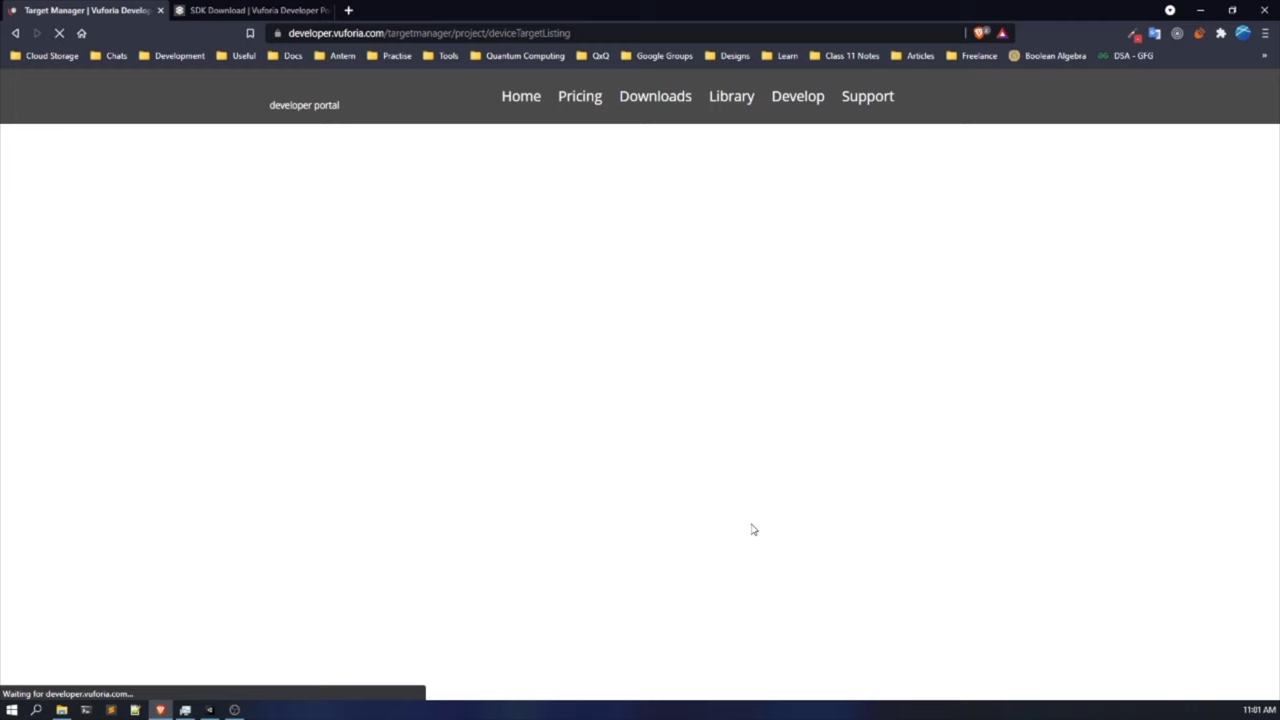 Target Manager | Vuforia Develop
SDK Download | Vuforia Developer Po
developer.vuforia.com/targetmanager/project/deviceTargetListing
Cloud Storage Chats Development Useful Docs Antern Practise Tools Quantum Computing QxQ Google Groups Designs Learn Class 11 Notes Articles Freelance Boolean Algebra DSA - GFG »
developer portal
Home Pricing Downloads Library Develop Support
Waiting for developer.vuforia.com...
11:01 AM